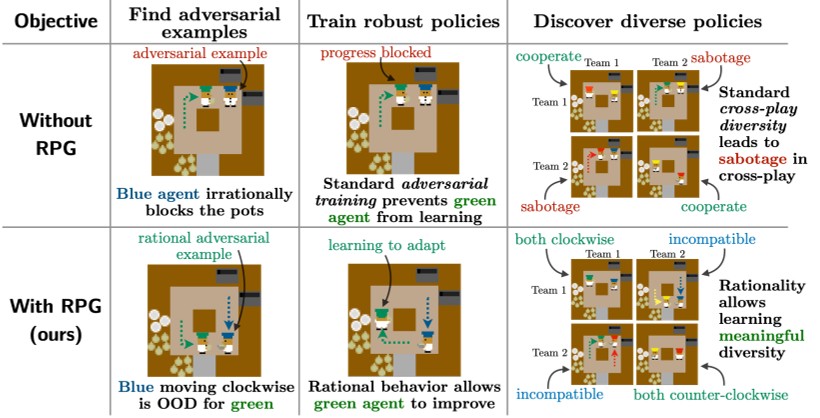 Objective
Find adversarial
examples
Train robust policies
Discover diverse policies
Without
RPG
adversarial example
Blue agent irrationally
blocks the pots
progress blocked
Standard adversarial
training prevents green
agent from learning
cooperate
Team 1
Team 2
sabotage
Team 1
Team 2
sabotage
cooperate
Standard
cross-play
diversity
leads to
sabotage in
cross-play
With RPG
(ours)
rational adversarial
example
Blue moving clockwise
is OOD for green
learning to adapt
Rational behavior allows
green agent to improve
both clockwise
incompatible
Team 1
Team 2
Team 1
Team 2
incompatible
both counter-clockwise
Rationality
allows
learning
meaningful
diversity